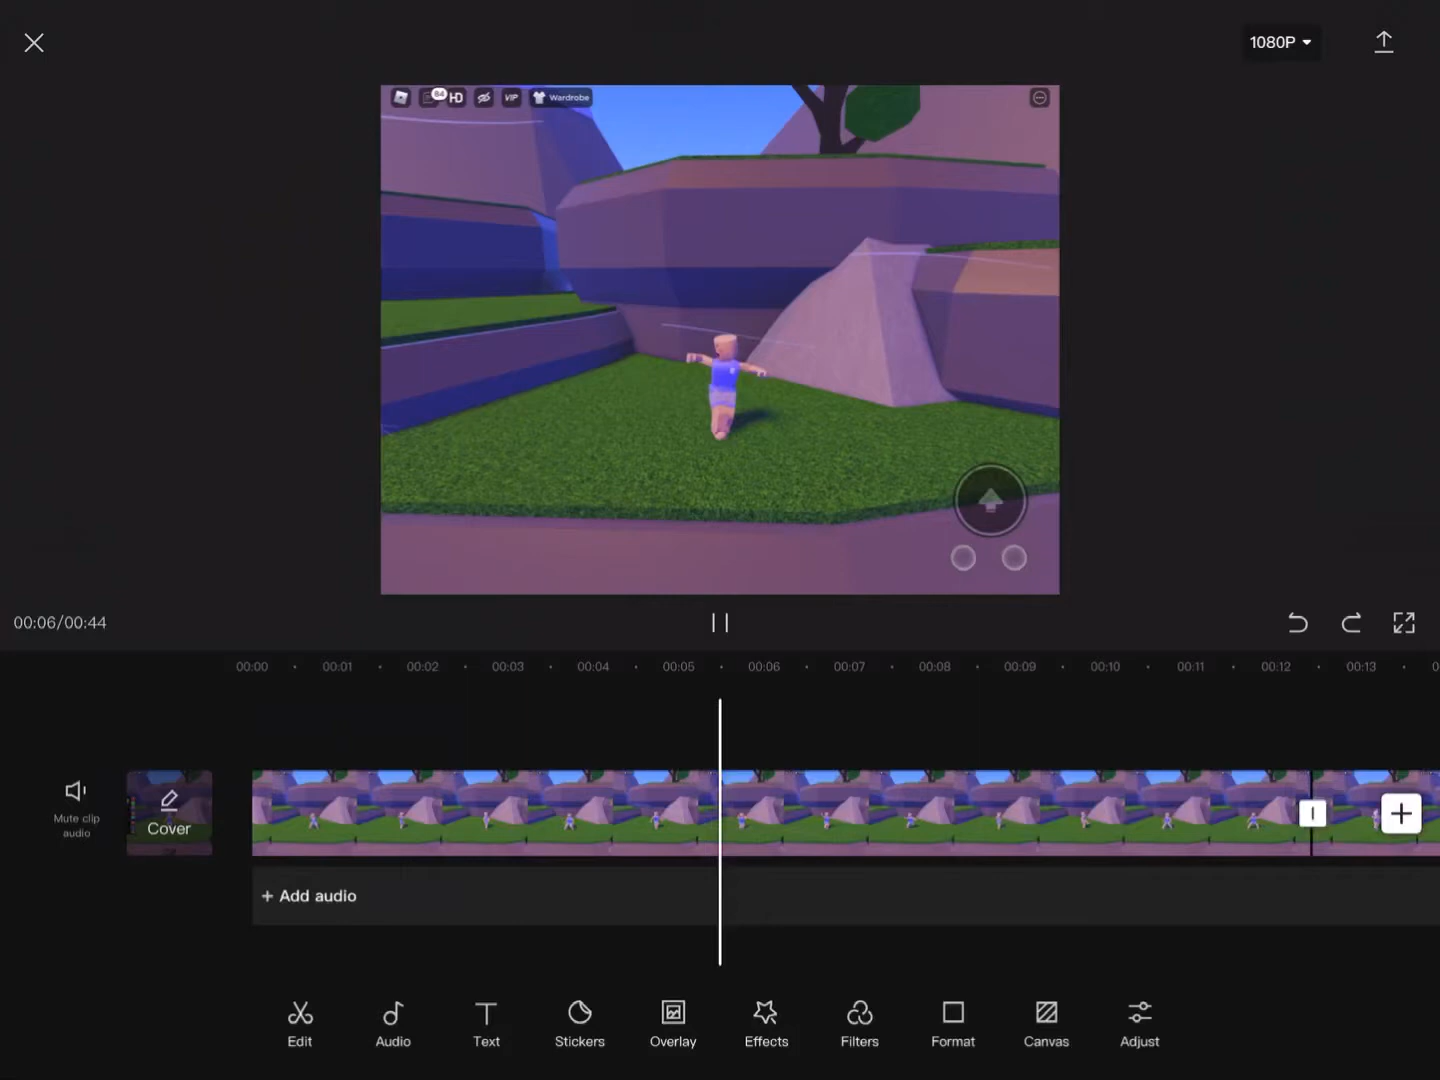 1080P
84
HD
VIP
Wardrobe
00:06/00:44
00:00 00:01 00:02 00:03 00:04 00:05 00:06 00:07 00:08 00:09 00:10 00:11 00:12 00:13 0
Mute clip
audio
Cover
+ Add audio
Edit Audio Text Stickers Overlay Effects Filters Format Canvas Adjust